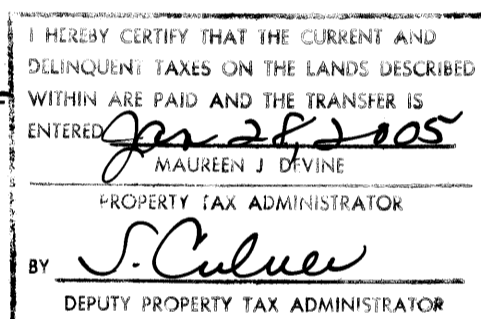 I HEREBY CERTIFY THAT THE CURRENT AND
DELINQUENT TAXES ON THE LANDS DESCRIBED
WITHIN ARE PAID AND THE TRANSFER IS
ENTERED Jan 28, 2005
MAUREEN J DEVINE
PROPERTY TAX ADMINISTRATOR
BY S. Culver
DEPUTY PROPERTY TAX ADMINISTRATOR